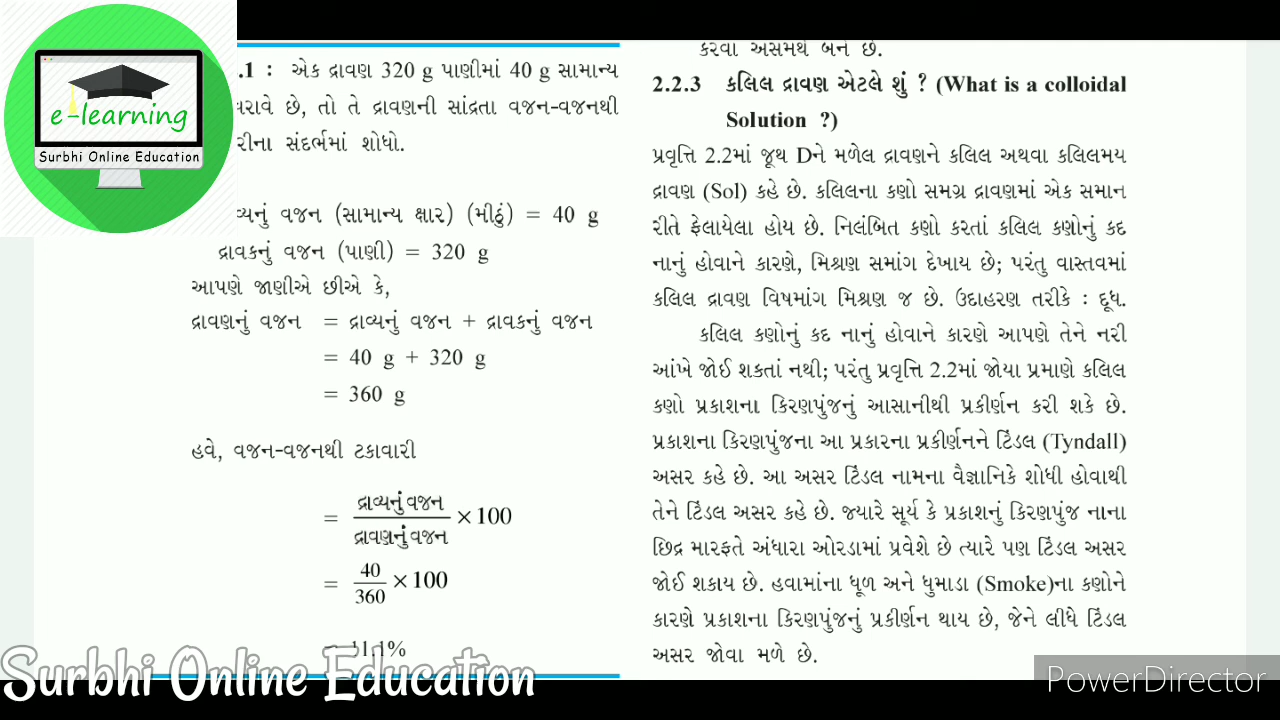 e-learning
Surbhi Online Education
.1 : એક દ્રાવણ 320 g પાણીમાં 40 g સામાન્ય
ધરાવે છે, તો તે દ્રાવણની સાંદ્રતા વજન-વજનથી
સંદર્ભમાં શોધો.
વજન (સામાન્ય ક્ષાર) (મીઠું) = 40 g
દ્રાવકનું વજન (પાણી) = 320 g
આપણે જાણીએ છીએ કે,
દ્રાવણનું વજન = દ્રાવ્યનું વજન + દ્રાવકનું વજન
= 40 g + 320 g
= 360 g
હવે, વજન-વજનથી ટકાવારી
= દ્રાવ્યનું વજન / દ્રાવણનું વજન × 100
= 40 / 360 × 100
= 11.1%
કરવા અસમર્થ બને છે.
2.2.3 કલિલ દ્રાવણ એટલે શું ? (What is a colloidal
Solution ?)
પ્રવૃત્તિ 2.2માં જૂથ Dને મળેલ દ્રાવણને કલિલ અથવા કલિલમય
દ્રાવણ (Sol) કહે છે. કલિલના કણો સમગ્ર દ્રાવણમાં એક સમાન
રીતે ફેલાયેલા હોય છે. નિલંબિત કણો કરતાં કલિલ કણોનું કદ
નાનું હોવાને કારણે, મિશ્રણ સમાંગ દેખાય છે; પરંતુ વાસ્તવમાં
કલિલ દ્રાવણ વિષમાંગ મિશ્રણ જ છે. ઉદાહરણ તરીકે : દૂધ.
કલિલ કણોનું કદ નાનું હોવાને કારણે આપણે તેને નરી
આંખે જોઈ શકતાં નથી; પરંતુ પ્રવૃત્તિ 2.2માં જોયા પ્રમાણે કલિલ
કણો પ્રકાશના કિરણપુંજનું આસાનીથી પ્રકીર્ણન કરી શકે છે.
પ્રકાશના કિરણપુંજના આ પ્રકારના પ્રકીર્ણનને ટિંડલ (Tyndall)
અસર કહે છે. આ અસર ટિંડલ નામના વૈજ્ઞાનિકે શોધી હોવાથી
તેને ટિંડલ અસર કહે છે. જ્યારે સૂર્ય કે પ્રકાશનું કિરણપુંજ નાના
છિદ્ર મારફતે અંધારા ઓરડામાં પ્રવેશે છે ત્યારે પણ ટિંડલ અસર
જોઈ શકાય છે. હવામાંના ધૂળ અને ધુમાડા (Smoke)ના કણોને
કારણે પ્રકાશના કિરણપુંજનું પ્રકીર્ણન થાય છે, જેને લીધે ટિંડલ
અસર જોવા મળે છે.
Surbhi Online Education
PowerDirector